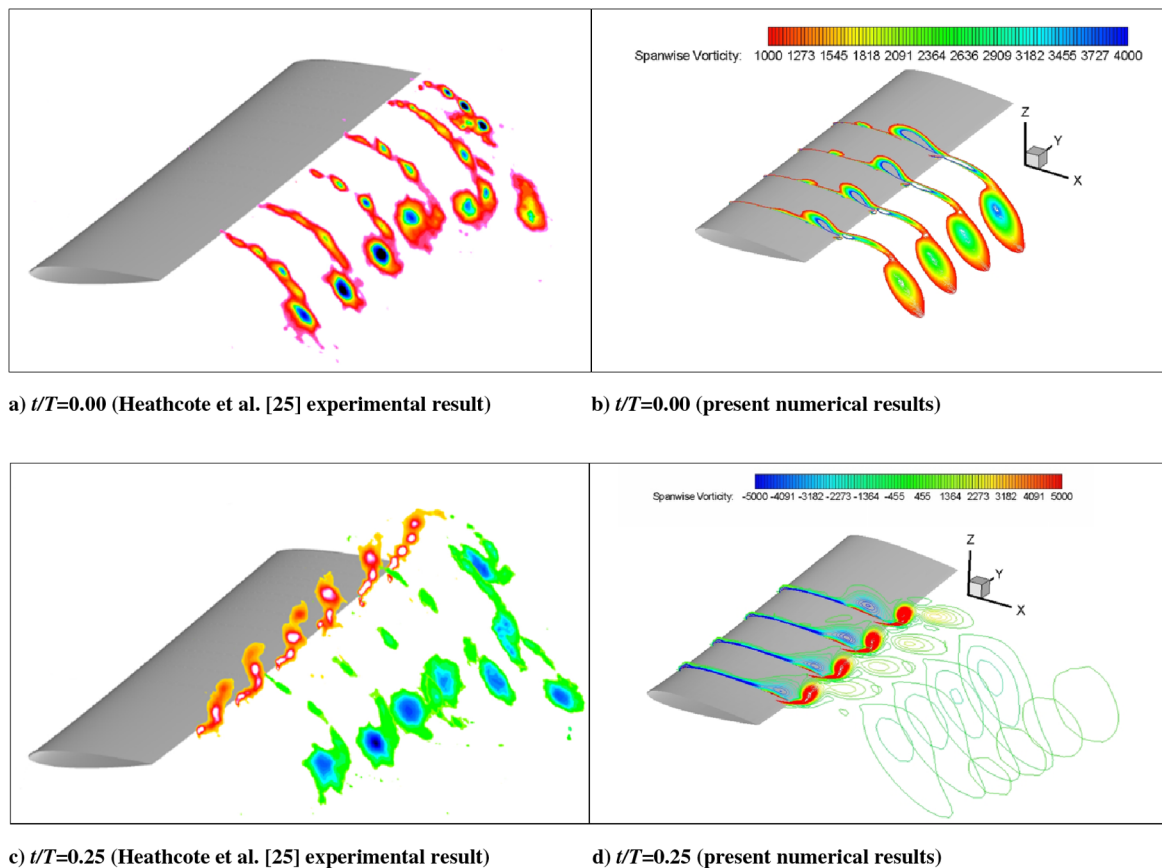 Spanwise Vorticity: 1000 1273 1545 1818 2091 2364 2636 2909 3182 3455 3727 4000
Z
Y
X
a) t/T=0.00 (Heathcote et al. [25] experimental result)
b) t/T=0.00 (present numerical results)
Spanwise Vorticity: -5000 -4091 -3182 -2273 -1364 -455 455 1364 2273 3182 4091 5000
Z
Y
X
c) t/T=0.25 (Heathcote et al. [25] experimental result)
d) t/T=0.25 (present numerical results)